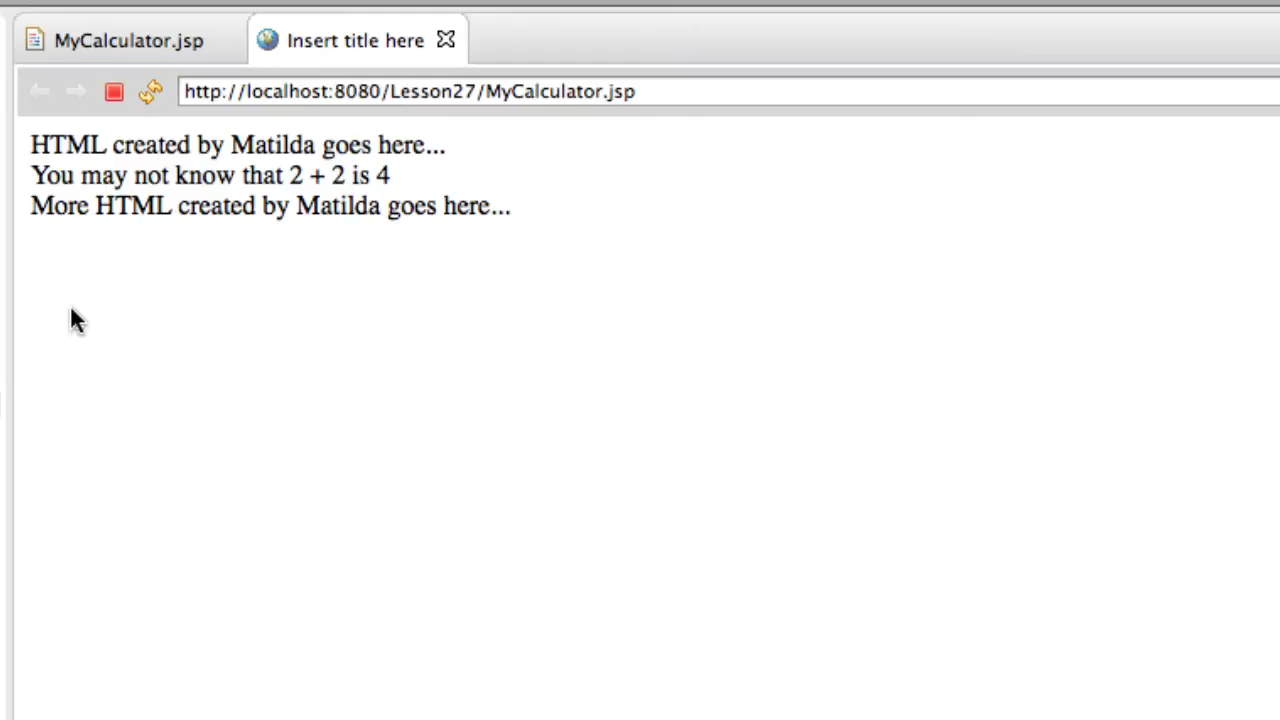 MyCalculator.jsp
Insert title here
http://localhost:8080/Lesson27/MyCalculator.jsp
HTML created by Matilda goes here...
You may not know that 2 + 2 is 4
More HTML created by Matilda goes here...